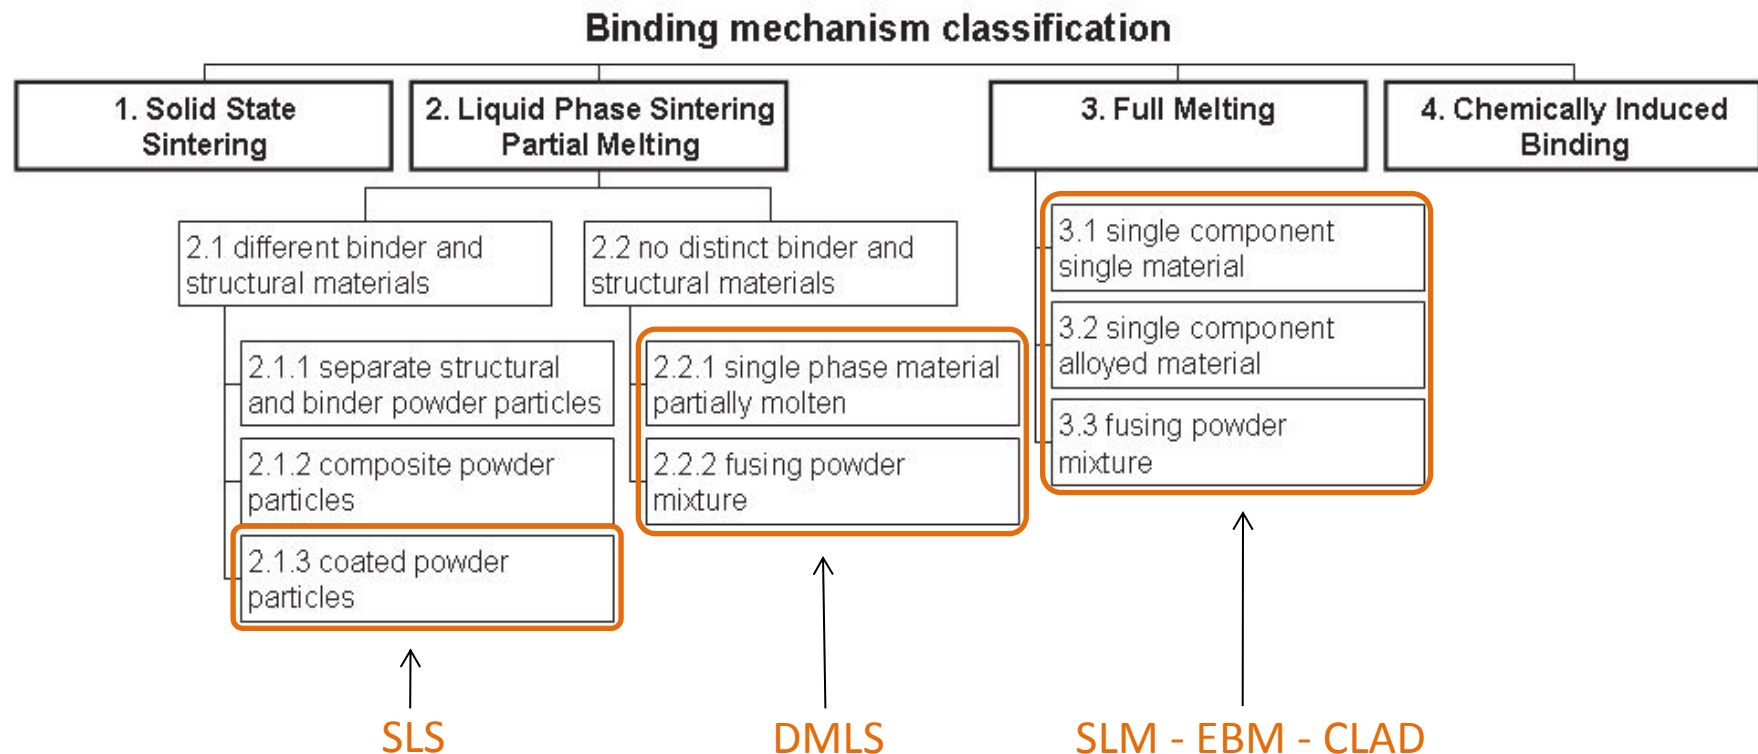 Binding mechanism classification
1. Solid State
Sintering
2. Liquid Phase Sintering
Partial Melting
3. Full Melting
4. Chemically Induced
Binding
2.1 different binder and
structural materials
2.2 no distinct binder and
structural materials
3.1 single component
single material
3.2 single component
alloyed material
3.3 fusing powder
mixture
2.1.1 separate structural
and binder powder particles
2.1.2 composite powder
particles
2.1.3 coated powder
particles
2.2.1 single phase material
partially molten
2.2.2 fusing powder
mixture
SLS
DMLS
SLM - EBM - CLAD